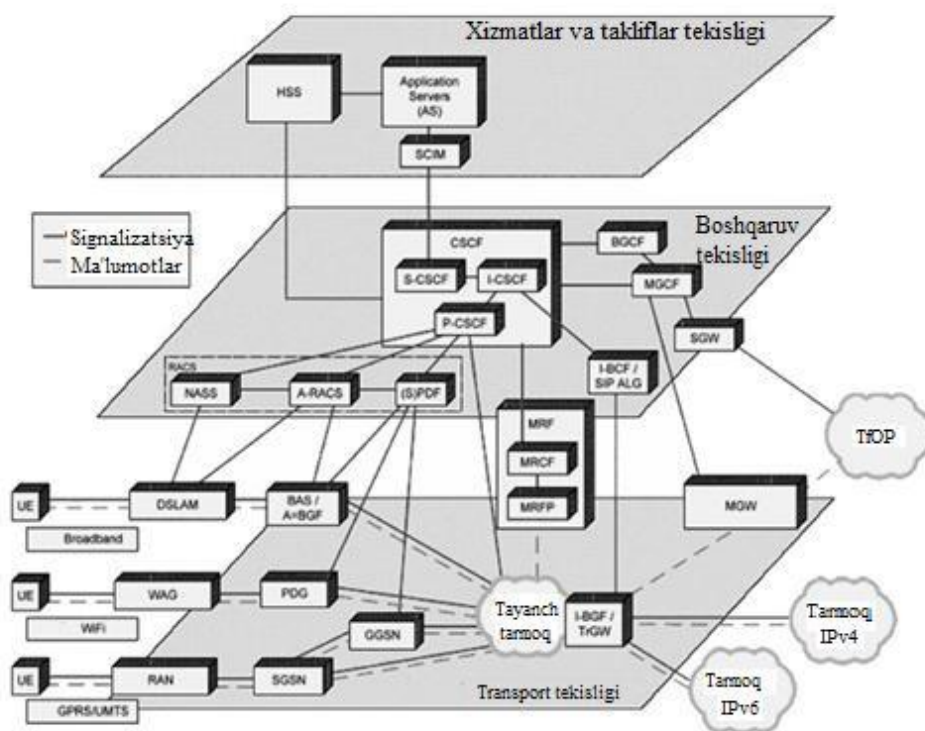 Xizmatlar va takliflar tekisligi
HSS
Application
Servers
(AS)
SCIM
Signalizatsiya
Ma'lumotlar
Boshqaruv
tekisligi
CSCF
S-CSCF
I-CSCF
P-CSCF
BGCF
MGCF
SGW
RACS
NASS
A-RACS
(S)PDF
I-BCF /
SIP ALG
MRF
MRCF
MRFP
TfOP
MGW
UE
DSLAM
BAS /
A=BGF
Broadband
UE
WAG
PDG
WiFi
GGSN
Tayanch
tarmoq
I-BGF /
TrGW
Tarmoq
IPv4
UE
RAN
SGSN
GPRS/UMTS
Transport tekisligi
Tarmoq
IPv6